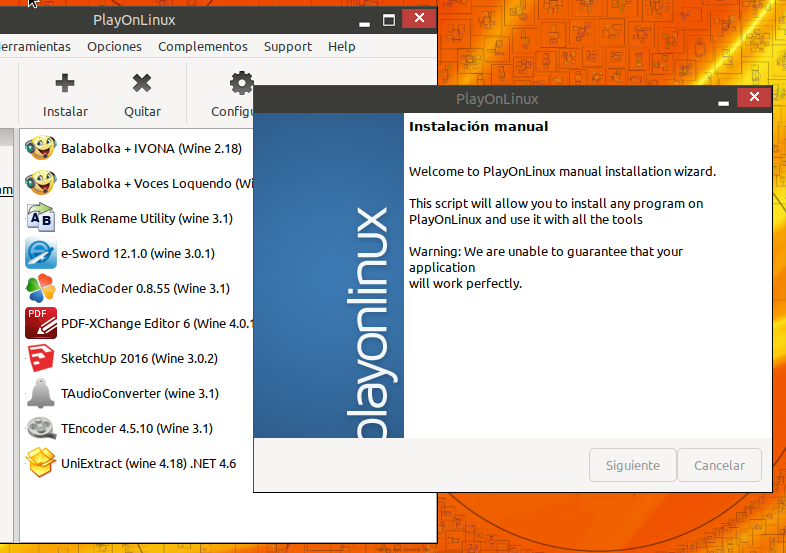 PlayOnLinux
Opciones Complementos Support Help
Instalar Quitar
Balabolka + IVONA (Wine 2.18)
Balabolka + Voces Loquendo
Bulk Rename Utility (wine 3.1)
e-Sword 12.1.0 (wine 3.0.1)
MediaCoder 0.8.55 (Wine 3.1)
PDF
PDF-XChange Editor 6 (Wine 4.0.1
SketchUp 2016 (Wine 3.0.2)
TAudioConverter (wine 3.1)
TEncoder 4.5.10 (Wine 3.1)
UniExtract (wine 4.18) .NET 4.6
PlayOnLinux
playonlinux
Instalación manual
Welcome to PlayOnLinux manual installation wizard.
This script will allow you to install any program on
PlayOnLinux and use it with all the tools
Warning: We are unable to guarantee that your
application
will work perfectly.
Siguiente Cancelar